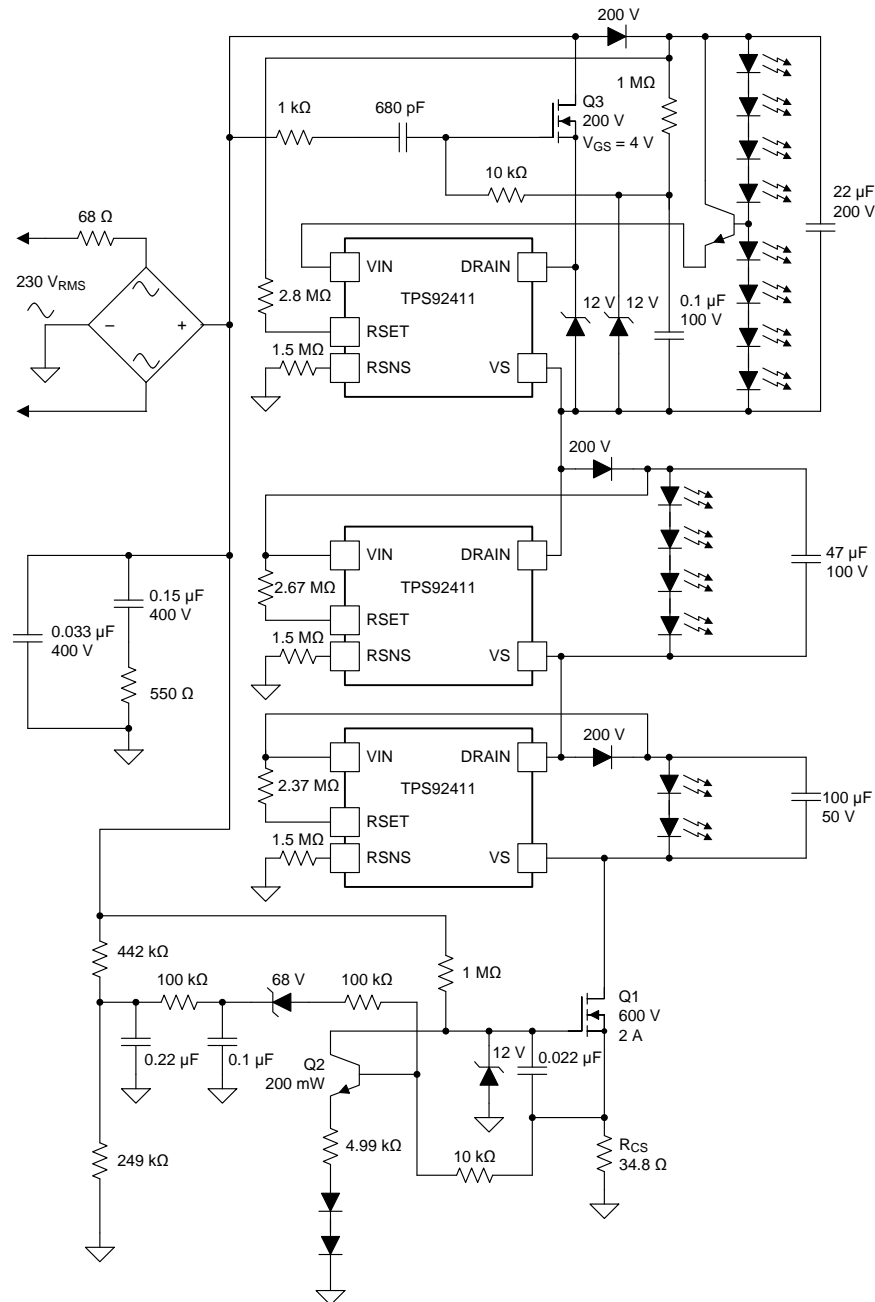 200 V
1 MΩ
Q3
200 V
V_GS = 4 V
680 pF
1 kΩ
10 kΩ
22 µF
200 V
68 Ω
230 V_RMS
–
+
VIN
DRAIN
TPS92411
RSET
RSNS
VS
2.8 MΩ
1.5 MΩ
12 V
12 V
0.1 µF
100 V
200 V
VIN
DRAIN
TPS92411
RSET
RSNS
VS
2.67 MΩ
1.5 MΩ
47 µF
100 V
0.15 µF
400 V
0.033 µF
400 V
550 Ω
200 V
VIN
DRAIN
TPS92411
RSET
RSNS
VS
2.37 MΩ
1.5 MΩ
100 µF
50 V
442 kΩ
100 kΩ
68 V
100 kΩ
1 MΩ
Q1
600 V
2 A
0.22 µF
0.1 µF
Q2
200 mW
12 V
0.022 µF
249 kΩ
4.99 kΩ
10 kΩ
R_CS
34.8 Ω